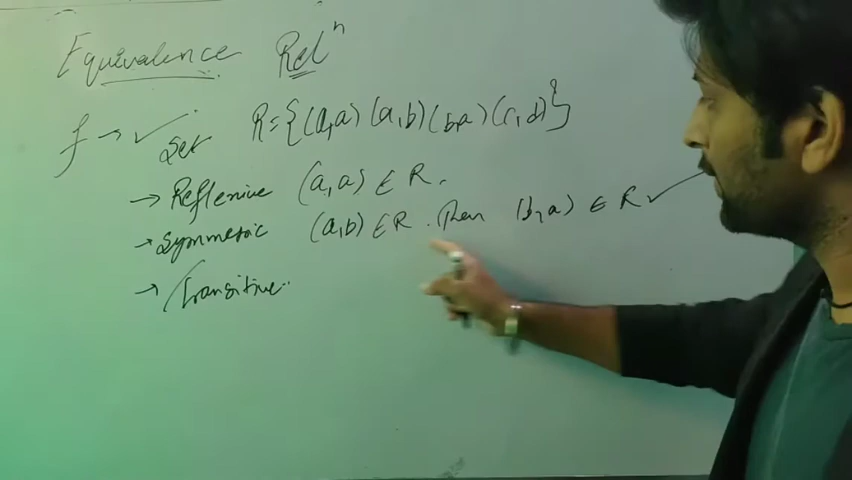 Equivalence Relⁿ
f → ✓ Set R = {(a,a) (a,b) (b,a) (c,d)}
→ Reflexive (a,a) ∈ R.
→ Symmetric (a,b) ∈ R. Then (b,a) ∈ R ✓
→ Transitive